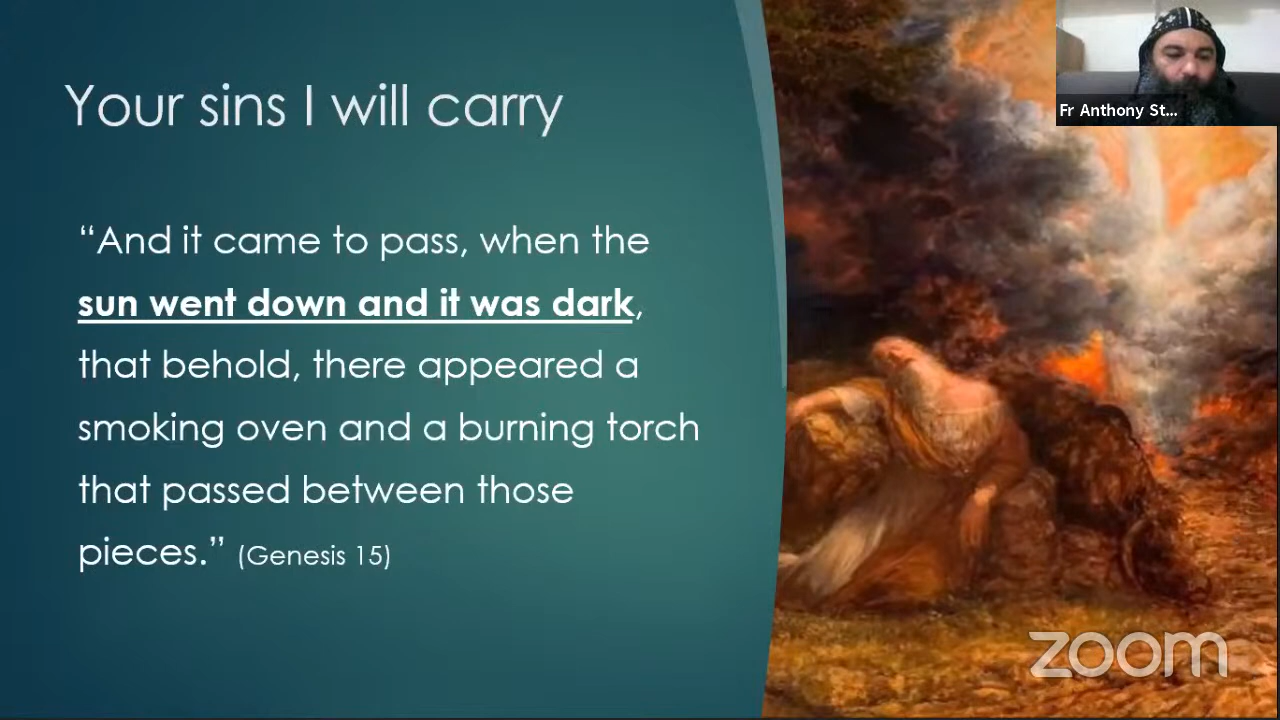 Your sins I will carry
“And it came to pass, when the
sun went down and it was dark,
that behold, there appeared a
smoking oven and a burning torch
that passed between those
pieces.” (Genesis 15)
Fr Anthony St...
zoom